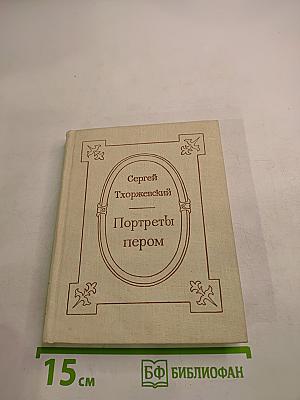 Сергей
Тхоржевский
Портреты
пером
15 см
БФ БИБЛИОФАН